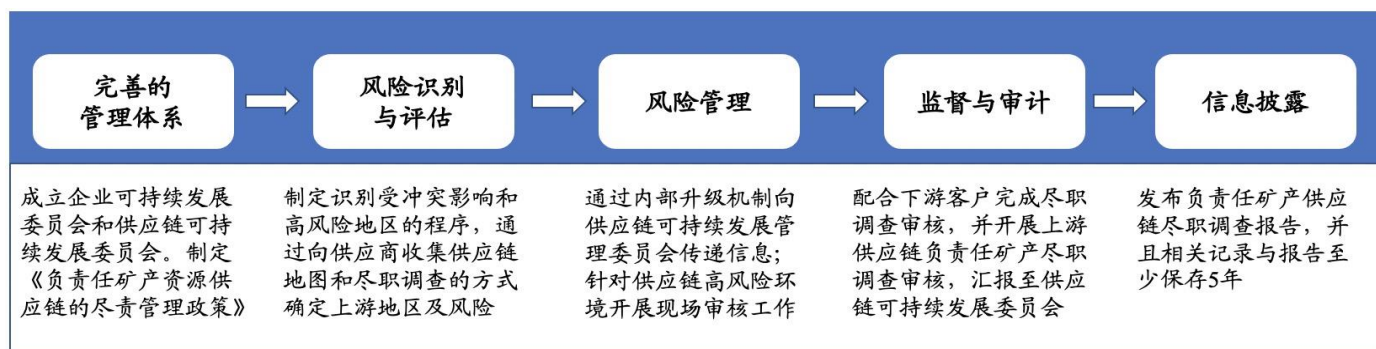 完善的
管理体系
风险识别
与评估
风险管理
监督与审计
信息披露
成立企业可持续发展
委员会和供应链可持
续发展委员会。制定
《负责任矿产资源供
应链的尽责管理政策》
制定识别受冲突影响和
高风险地区的程序，通
过向供应商收集供应链
地图和尽职调查的方式
确定上游地区及风险
通过内部升级机制向
供应链可持续发展管
理委员会传递信息；
针对供应链高风险环
境开展现场审核工作
配合下游客户完成尽职
调查审核，并开展上游
供应链负责任矿产尽职
调查审核，汇报至供应
链可持续发展委员会
发布负责任矿产供应
链尽职调查报告，并
且相关记录与报告至
少保存5年